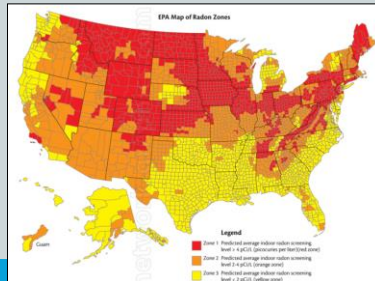 EPA Map of Radon Zones
Guam
Legend
Zone 1 Predicted average indoor radon screening
level > 4 pCi/L (picocuries per liter)(red zone)
Zone 2 Predicted average indoor radon screening
level 2-4 pCi/L (orange zone)
Zone 3 Predicted average indoor radon screening
level < 2 pCi/L (yellow zone)